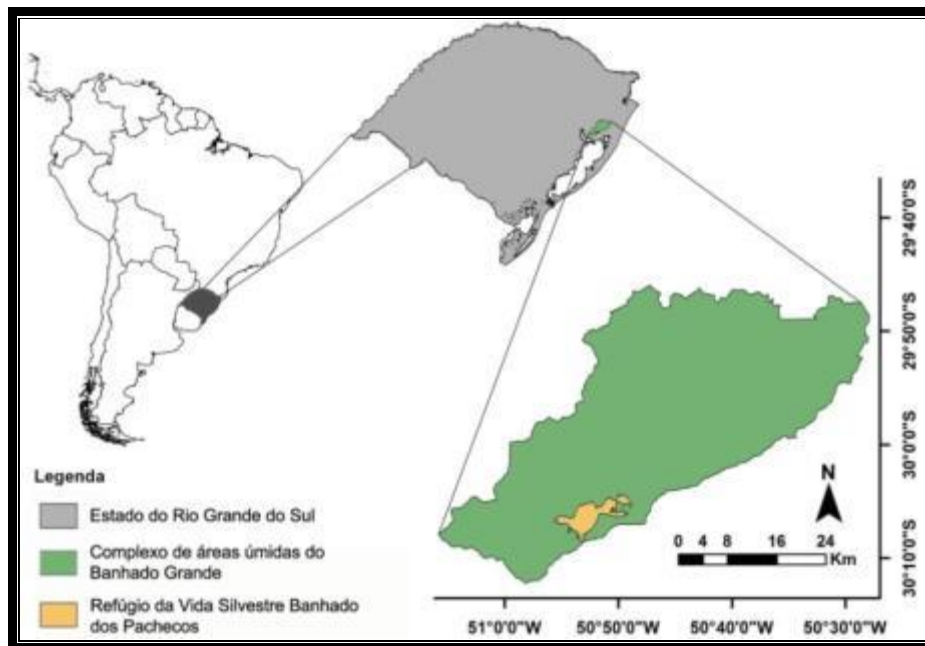 29°40'0"S
29°50'0"S
30°0'0"S
30°10'0"S
Legenda
Estado do Rio Grande do Sul
Complexo de áreas úmidas do
Banhado Grande
Refúgio da Vida Silvestre Banhado
dos Pachecos
N
0 4 8 16 24
Km
51°0'0"W 50°50'0"W 50°40'0"W 50°30'0"W